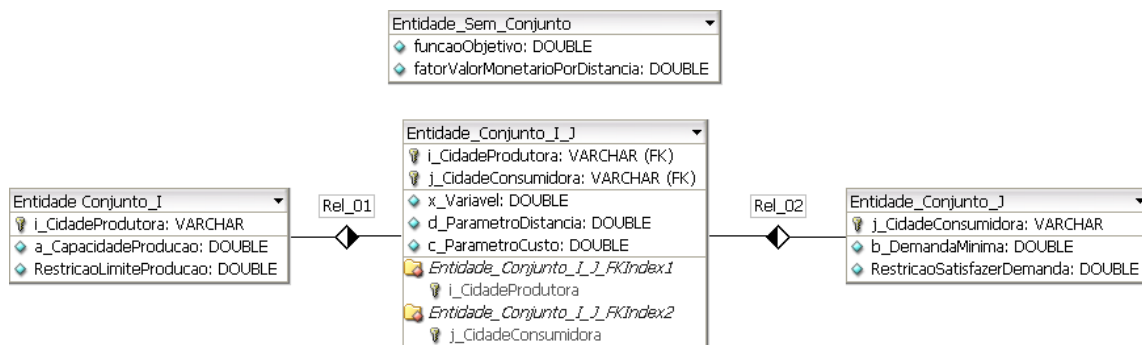 Entidade_Sem_Conjunto
funcaoObjetivo: DOUBLE
fatorValorMonetarioPorDistancia: DOUBLE
Entidade_Conjunto_I_J
i_CidadeProdutora: VARCHAR (FK)
j_CidadeConsumidora: VARCHAR (FK)
x_Variavel: DOUBLE
d_ParametroDistancia: DOUBLE
c_ParametroCusto: DOUBLE
Entidade_Conjunto_I_J_FKIndex1
i_CidadeProdutora
Entidade_Conjunto_I_J_FKIndex2
j_CidadeConsumidora
Entidade Conjunto_I
i_CidadeProdutora: VARCHAR
a_CapacidadeProducao: DOUBLE
RestricaoLimiteProducao: DOUBLE
Rel_01
Rel_02
Entidade_Conjunto_J
j_CidadeConsumidora: VARCHAR
b_DemandaMinima: DOUBLE
RestricaoSatisfazerDemanda: DOUBLE